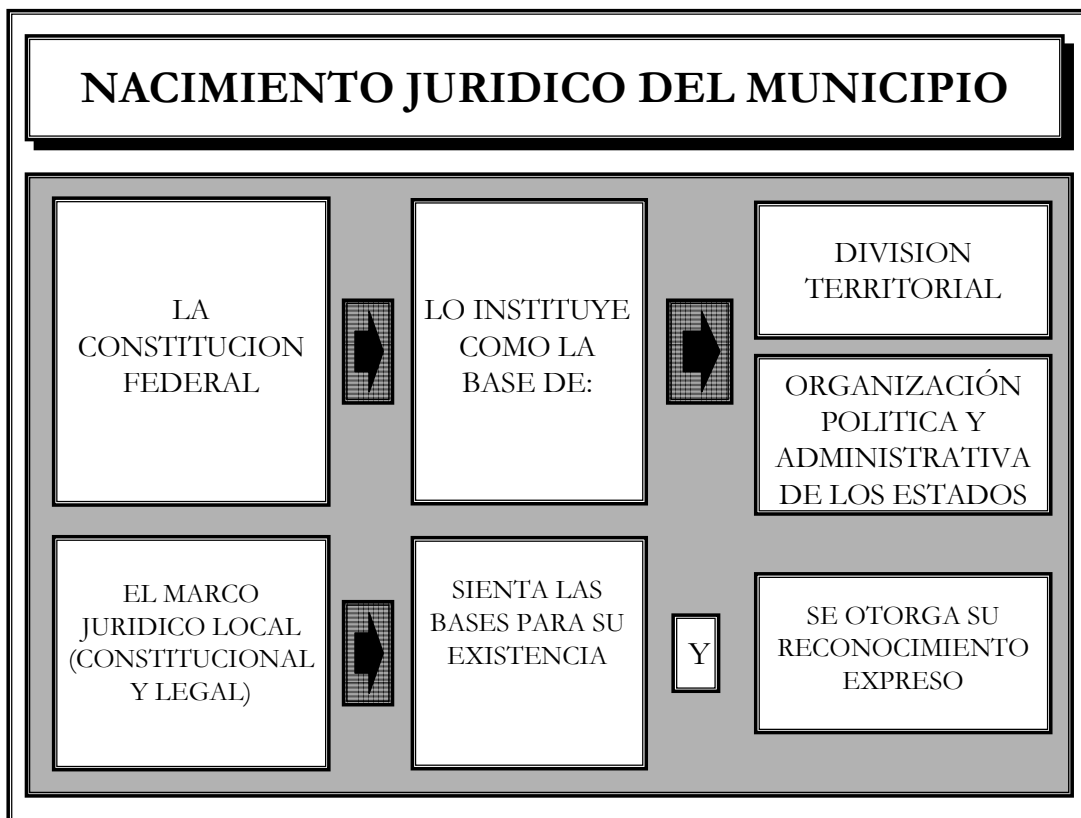 NACIMIENTO JURIDICO DEL MUNICIPIO
LA
CONSTITUCION
FEDERAL
LO INSTITUYE
COMO LA
BASE DE:
DIVISION
TERRITORIAL
ORGANIZACIÓN
POLITICA Y
ADMINISTRATIVA
DE LOS ESTADOS
EL MARCO
JURIDICO LOCAL
(CONSTITUCIONAL
Y LEGAL)
SIENTA LAS
BASES PARA SU
EXISTENCIA
Y
SE OTORGA SU
RECONOCIMIENTO
EXPRESO